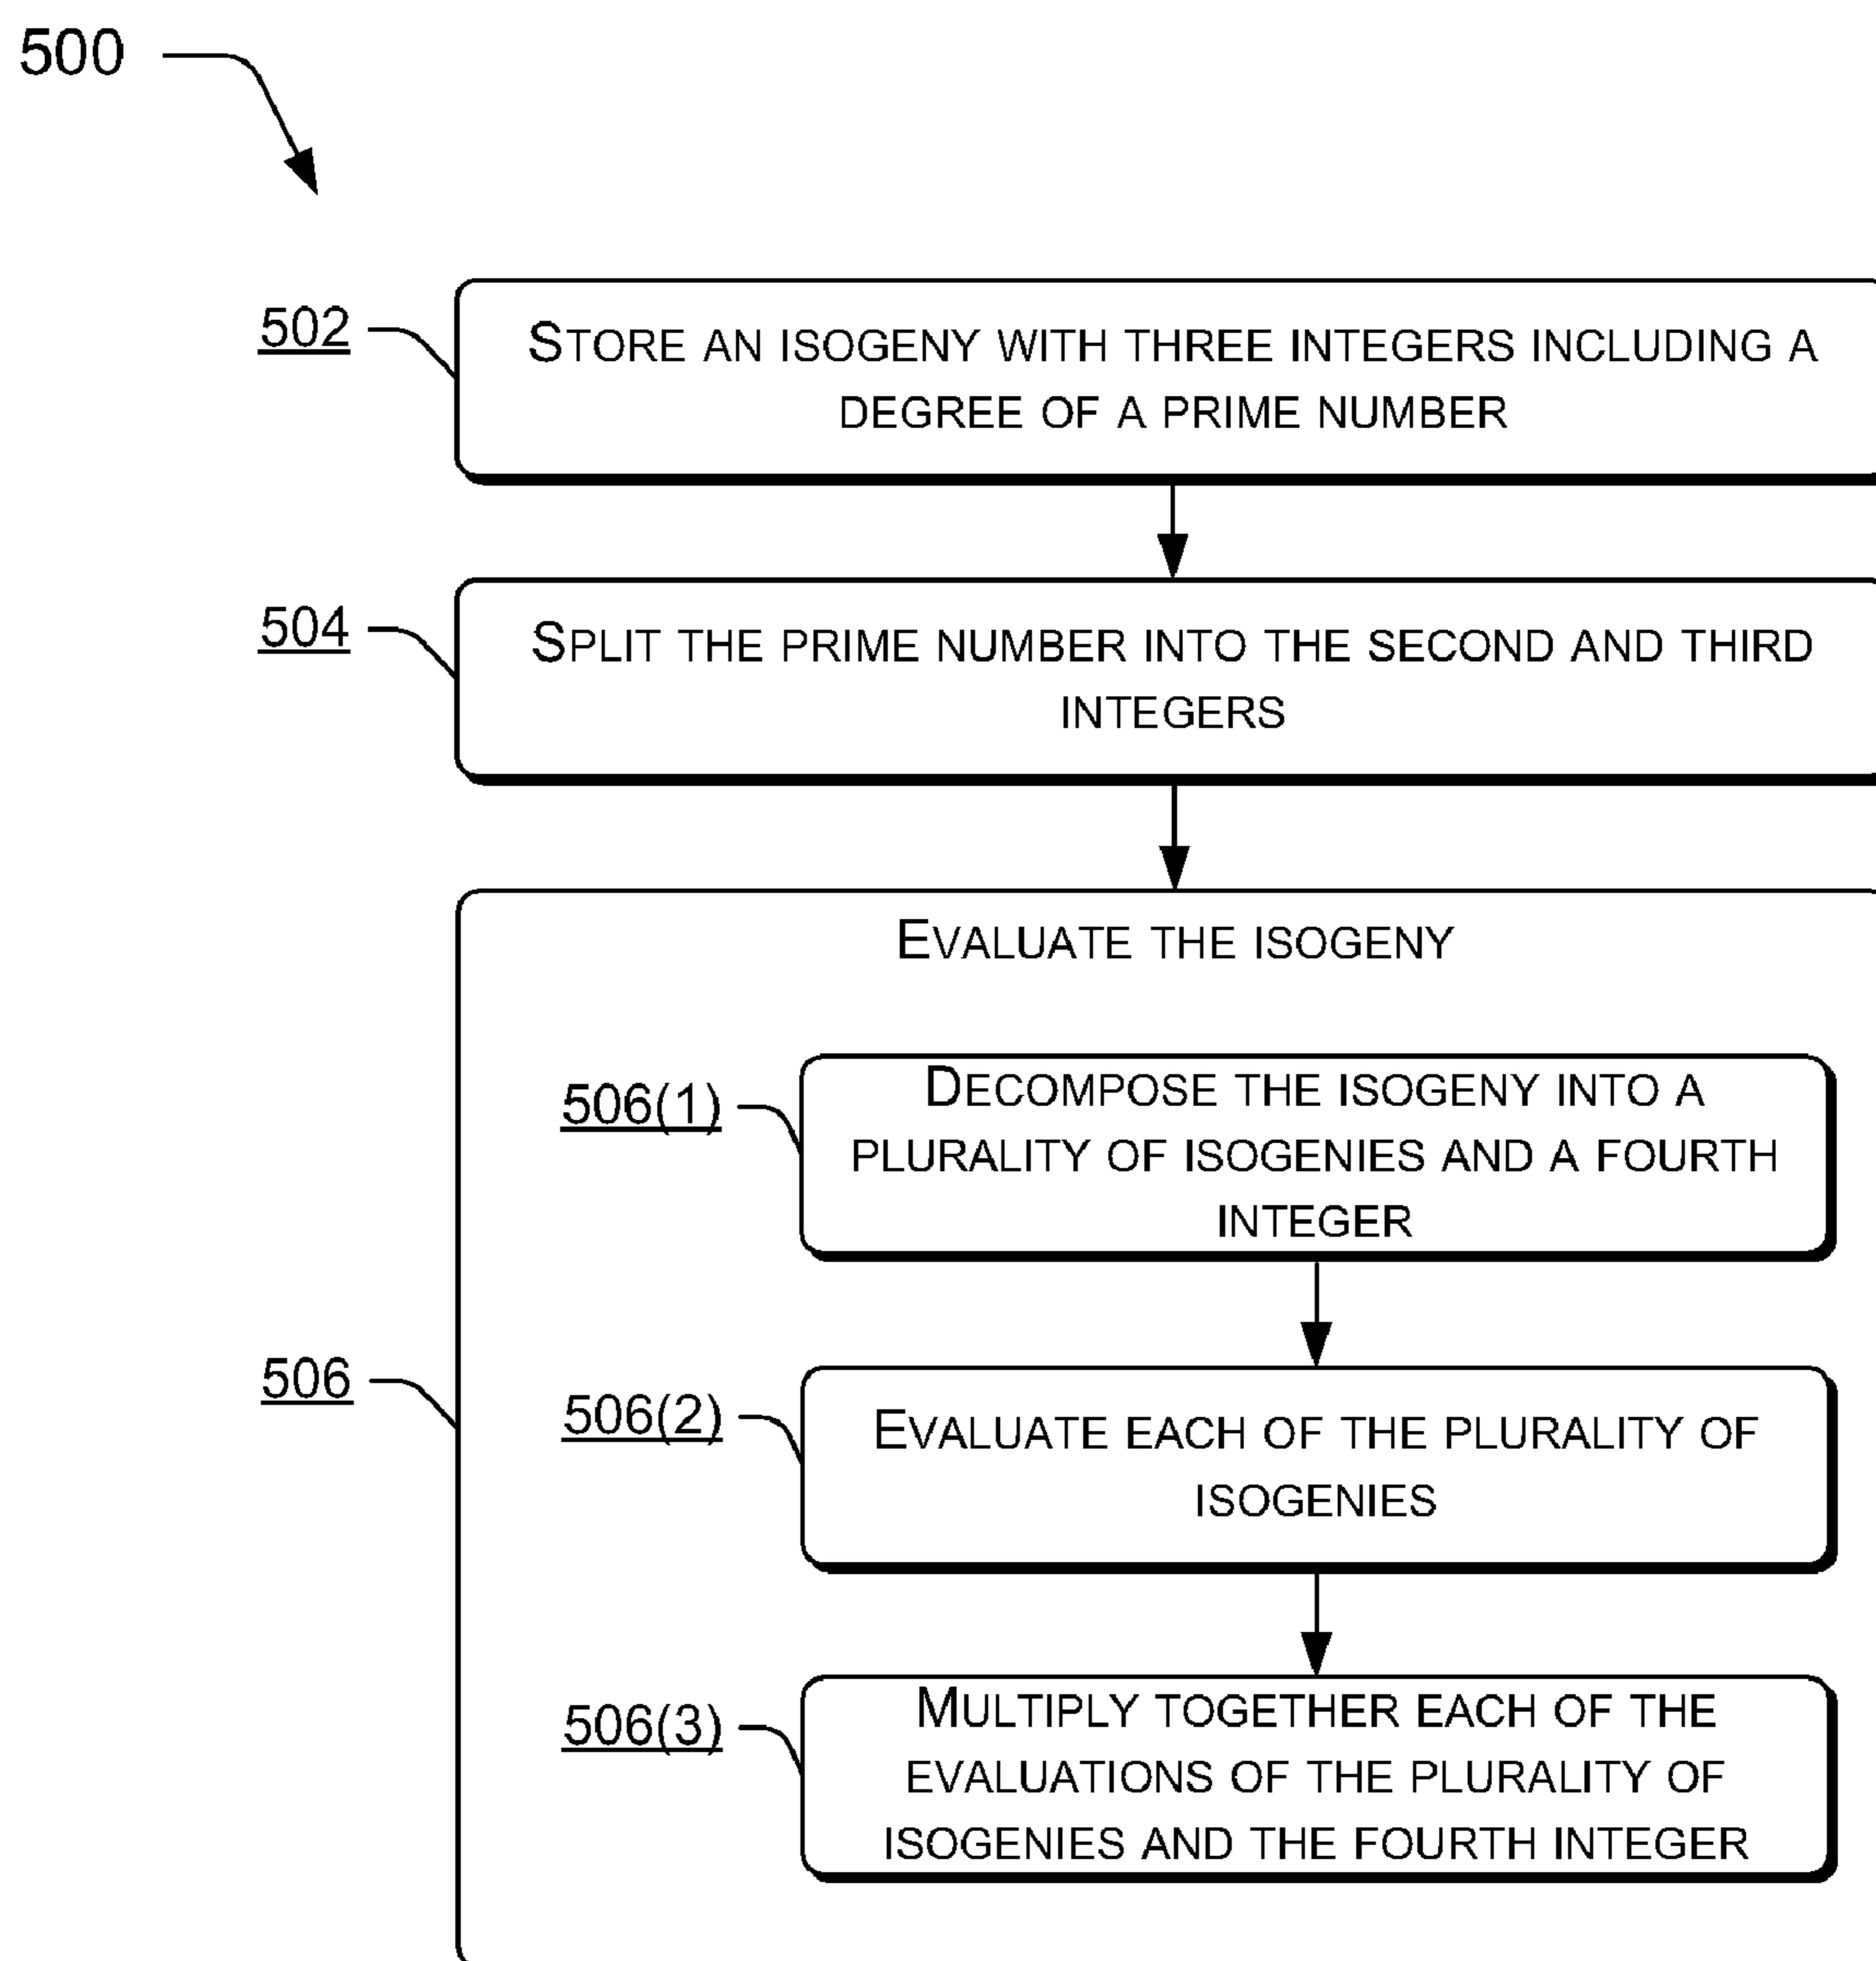 500
502
STORE AN ISOGENY WITH THREE INTEGERS INCLUDING A
DEGREE OF A PRIME NUMBER
504
SPLIT THE PRIME NUMBER INTO THE SECOND AND THIRD
INTEGERS
EVALUATE THE ISOGENY
506(1)
DECOMPOSE THE ISOGENY INTO A
PLURALITY OF ISOGENIES AND A FOURTH
INTEGER
506
506(2)
EVALUATE EACH OF THE PLURALITY OF
ISOGENIES
506(3)
MULTIPLY TOGETHER EACH OF THE
EVALUATIONS OF THE PLURALITY OF
ISOGENIES AND THE FOURTH INTEGER